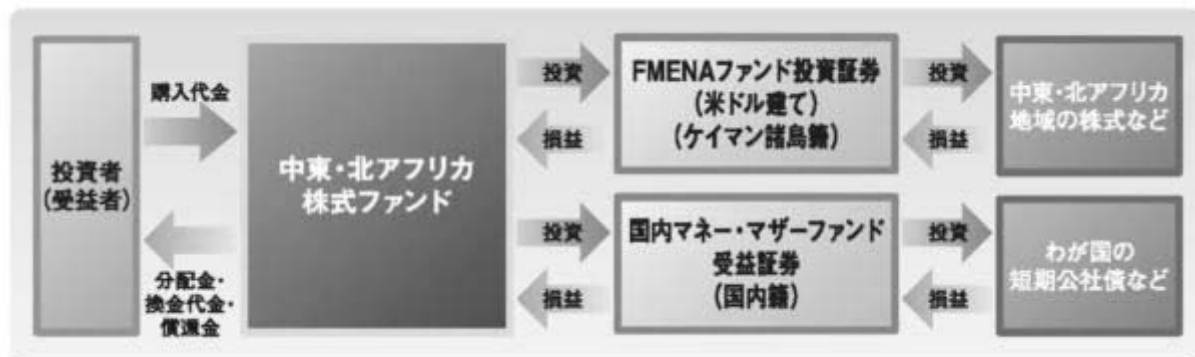 投資者
(受益者)
購入代金
分配金・
換金代金・
償還金
中東・北アフリカ
株式ファンド
投資
損益
FMENAファンド投資証券
(米ドル建て)
(ケイマン諸島籍)
投資
損益
中東・北アフリカ
地域の株式など
投資
損益
国内マネー・マザーファンド
受益証券
(国内籍)
投資
損益
わが国の
短期公社債など